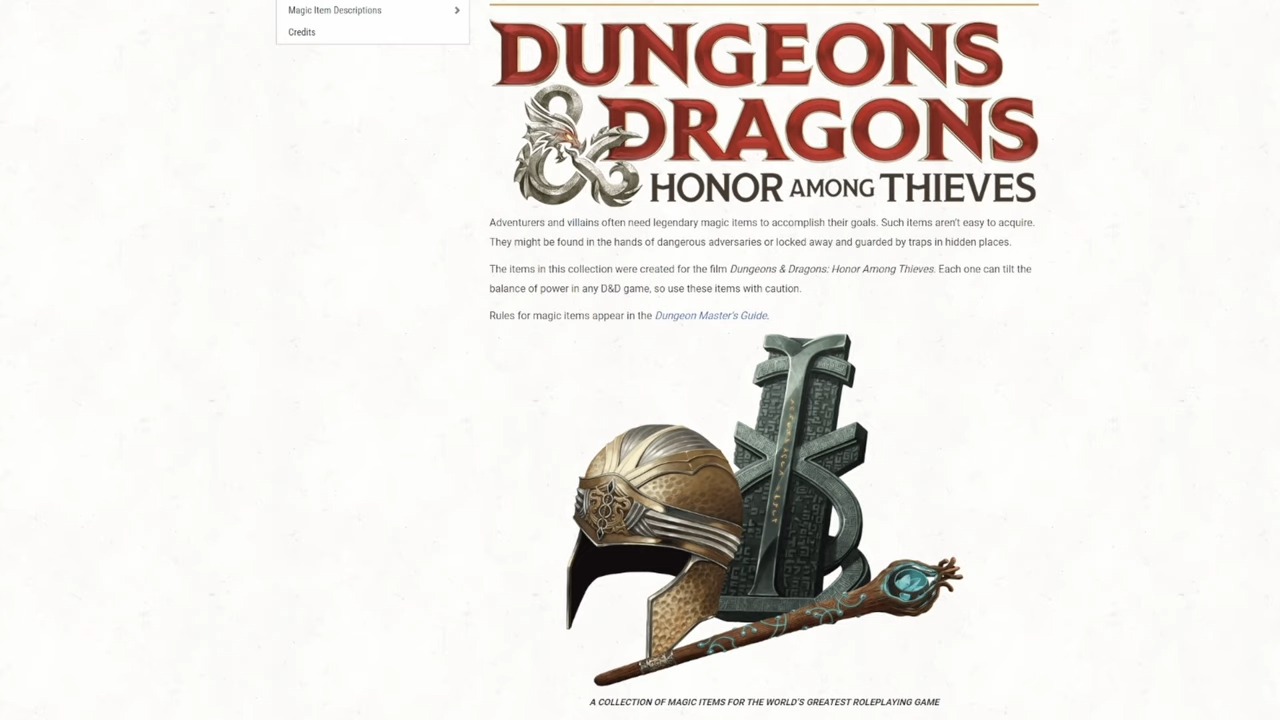 Magic Item Descriptions
Credits
DUNGEONS
& DRAGONS
HONOR AMONG THIEVES
Adventurers and villains often need legendary magic items to accomplish their goals. Such items aren't easy to acquire.
They might be found in the hands of dangerous adversaries or locked away and guarded by traps in hidden places.
The items in this collection were created for the film Dungeons & Dragons: Honor Among Thieves. Each one can tilt the
balance of power in any D&D game, so use these items with caution.
Rules for magic items appear in the Dungeon Master's Guide.
A COLLECTION OF MAGIC ITEMS FOR THE WORLD'S GREATEST ROLEPLAYING GAME